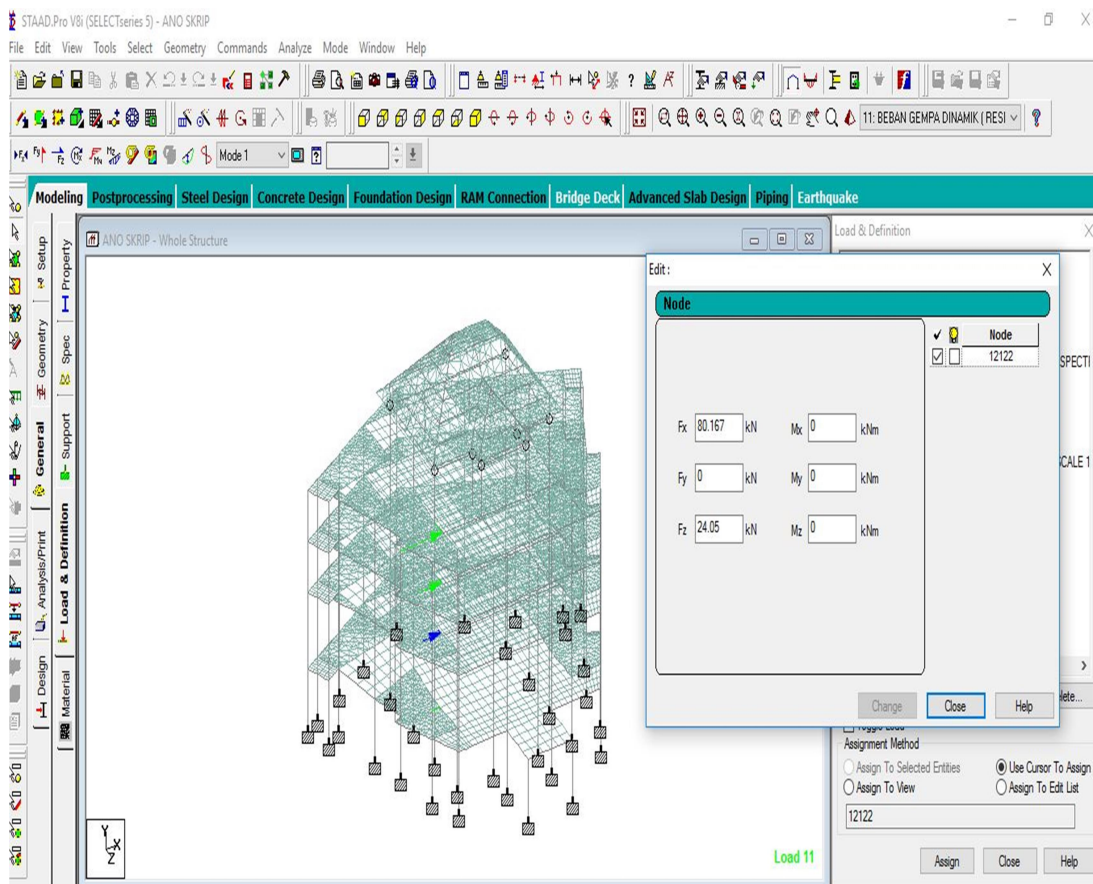 STAAD.Pro V8i (SELECTseries 5) - ANO SKRIP
File Edit View Tools Select Geometry Commands Analyze Mode Window Help
11: BEBAN GEMPA DINAMIK ( RESI
Mode 1
Modeling Postprocessing Steel Design Concrete Design Foundation Design RAM Connection Bridge Deck Advanced Slab Design Piping Earthquake
Setup
Geometry
General
Analysis/Print
Design
Property
Spec
Support
Load & Definition
Material
ANO SKRIP - Whole Structure
Load 11
Y
X
Z
Load & Definition
Edit :
Node
Node
12122
Fx 80.167 kN Mx 0 kNm
Fy 0 kN My 0 kNm
Fz 24.05 kN Mz 0 kNm
Change Close Help
SPECTI
SCALE 1
lete...
Toggle Load
Assignment Method
Assign To Selected Entities Use Cursor To Assign
Assign To View Assign To Edit List
12122
Assign Close Help